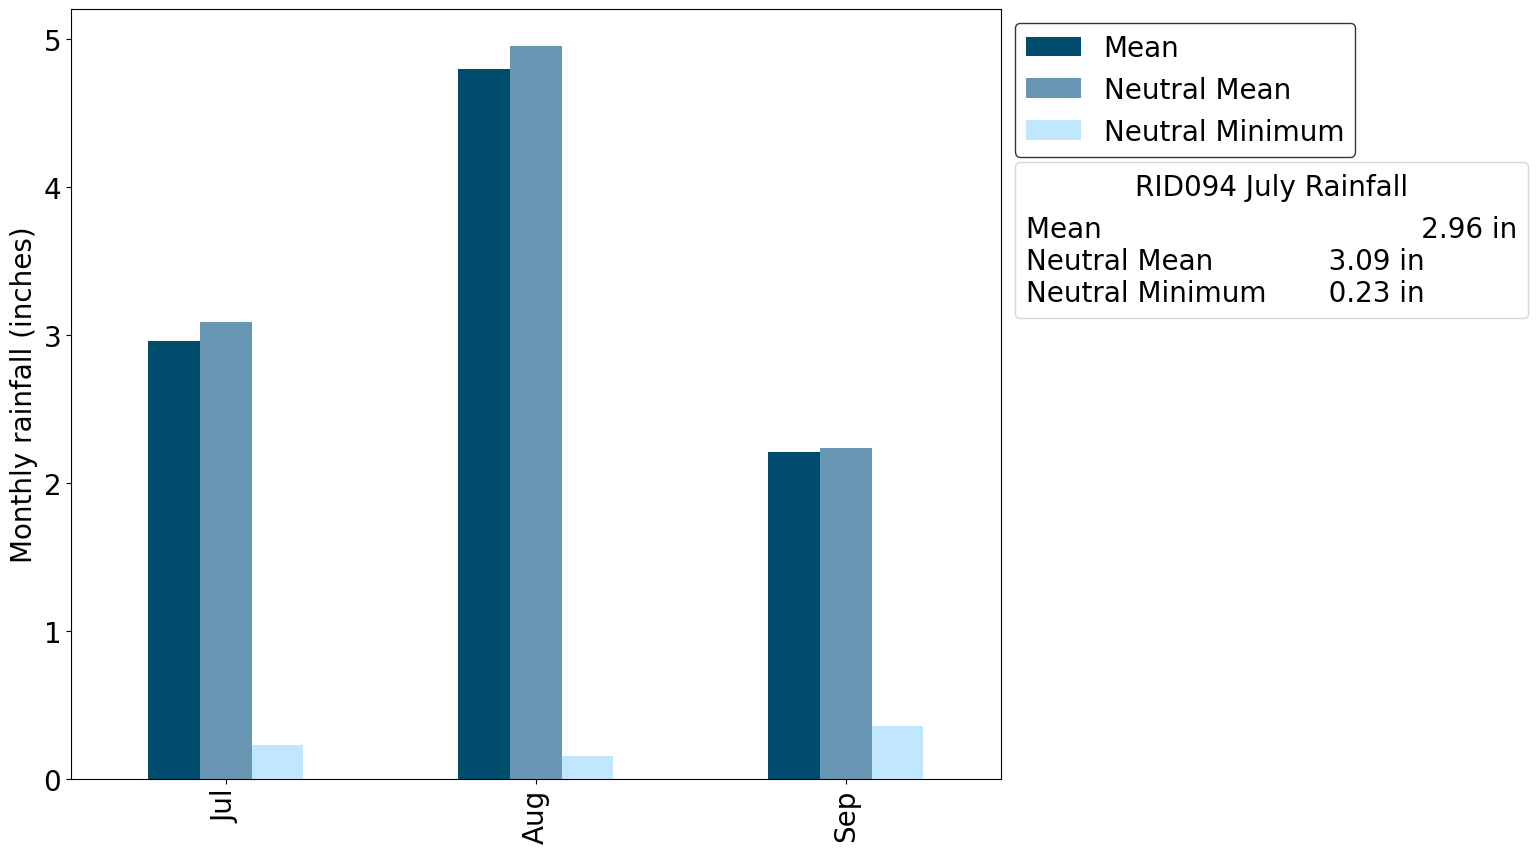 Monthly rainfall (inches)
5
4
3
2
1
0
Jul
Aug
Sep
Mean
Neutral Mean
Neutral Minimum
RID094 July Rainfall
Mean 2.96 in
Neutral Mean 3.09 in
Neutral Minimum 0.23 in